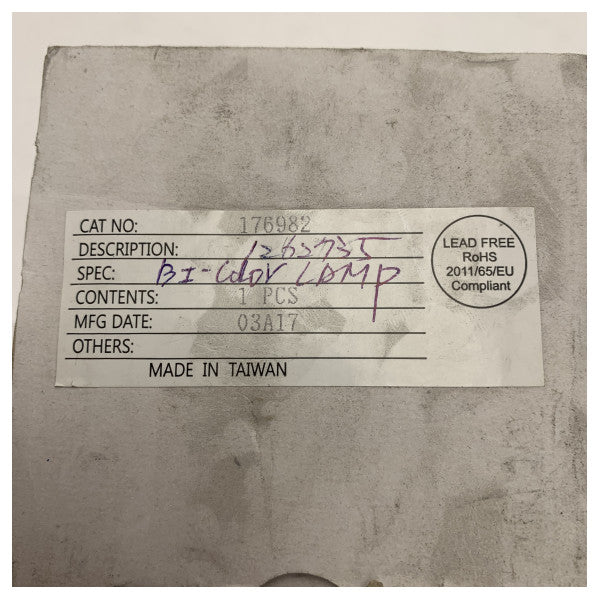 CAT NO: 176982
DESCRIPTION: 1262735
SPEC: BI-Color LAMP
CONTENTS: 1 PCS
MFG DATE: 03A17
OTHERS:
MADE IN TAIWAN
LEAD FREE
RoHS
2011/65/EU
Compliant